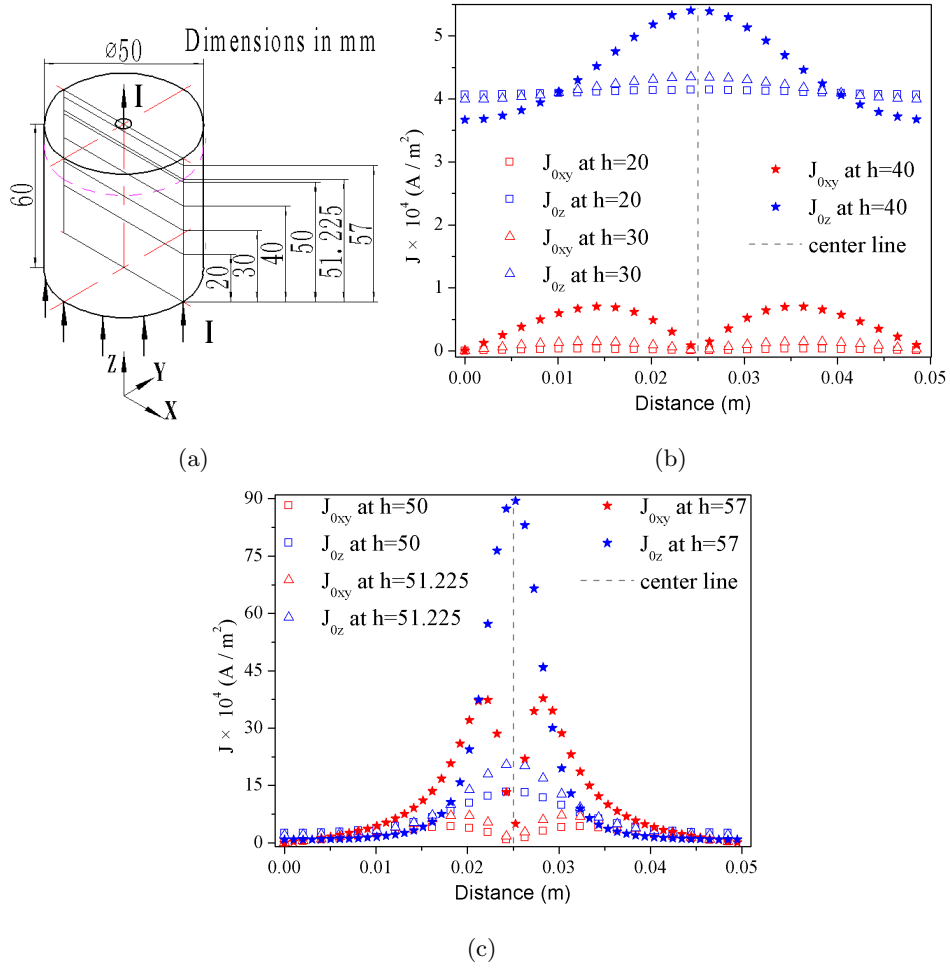 Dimensions in mm
ø50
I
60
20
30
40
50
51.225
57
I
Z
Y
X
(a)
J × 10⁴ (A / m²)
5
4
3
2
1
0
J₀xy at h=20
J₀z at h=20
J₀xy at h=30
J₀z at h=30
J₀xy at h=40
J₀z at h=40
center line
0.00 0.01 0.02 0.03 0.04 0.05
Distance (m)
(b)
J × 10⁴ (A / m²)
90
75
60
45
30
15
0
J₀xy at h=50
J₀z at h=50
J₀xy at h=51.225
J₀z at h=51.225
J₀xy at h=57
J₀z at h=57
center line
0.00 0.01 0.02 0.03 0.04 0.05
Distance (m)
(c)